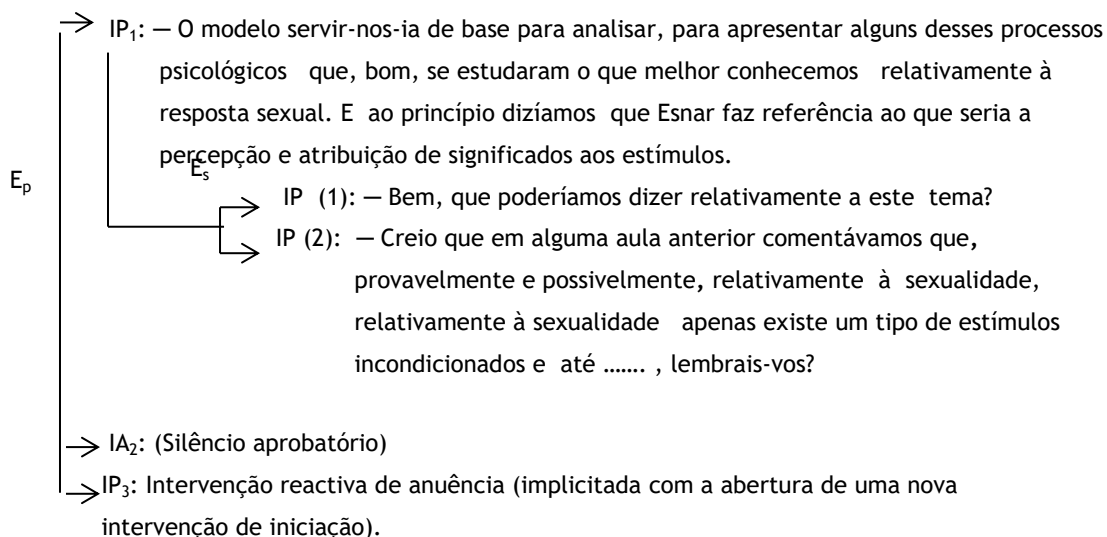 IP₁: — O modelo servir-nos-ia de base para analisar, para apresentar alguns desses processos
psicológicos que, bom, se estudaram o que melhor conhecemos relativamente à
resposta sexual. E ao princípio dizíamos que Esnar faz referência ao que seria a
percepção e atribuição de significados aos estímulos.
Eₛ
Eₚ
IP (1): — Bem, que poderíamos dizer relativamente a este tema?
IP (2): — Creio que em alguma aula anterior comentávamos que,
provavelmente e possivelmente, relativamente à sexualidade,
relativamente à sexualidade apenas existe um tipo de estímulos
incondicionados e até ……. , lembrais-vos?
IA₂: (Silêncio aprobatório)
IP₃: Intervenção reactiva de anuência (implicitada com a abertura de uma nova
intervenção de iniciação).